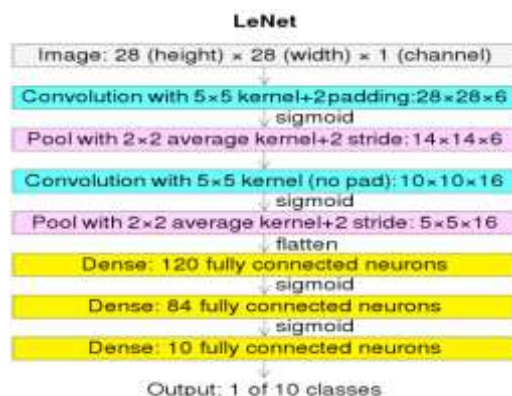 LeNet
Image: 28 (height) × 28 (width) × 1 (channel)
Convolution with 5×5 kernel+2padding:28×28×6
sigmoid
Pool with 2×2 average kernel+2 stride:14×14×6
Convolution with 5×5 kernel (no pad):10×10×16
sigmoid
Pool with 2×2 average kernel+2 stride: 5×5×16
flatten
Dense: 120 fully connected neurons
sigmoid
Dense: 84 fully connected neurons
sigmoid
Dense: 10 fully connected neurons
Output: 1 of 10 classes